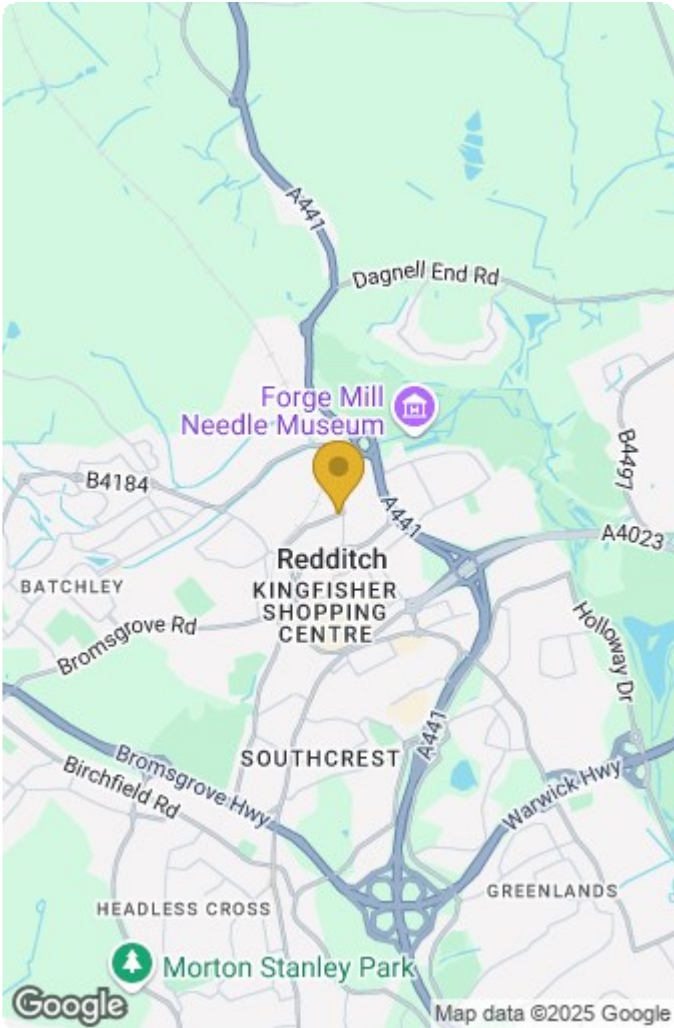 A441
Dagnell End Rd
Forge Mill
Needle Museum
B4184
B4497
A441
A4023
Redditch
BATCHLEY
KINGFISHER
SHOPPING
CENTRE
Bromsgrove Rd
Holloway Dr
A441
SOUTHCREST
Bromsgrove Hwy
Birchfield Rd
Warwick Hwy
GREENLANDS
HEADLESS CROSS
Morton Stanley Park
Google
Map data ©2025 Google